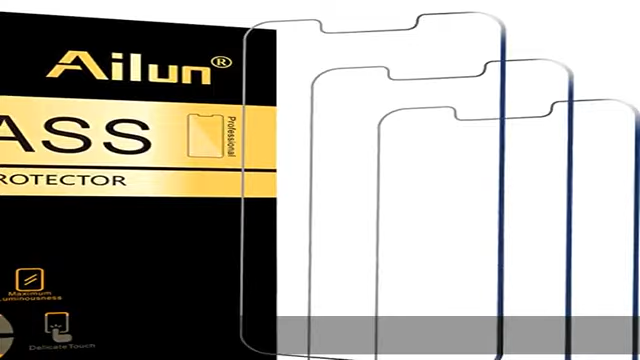 Ailun®
ASS
Professional
ROTECTOR
Maximum
Luminousness
Delicate Touch